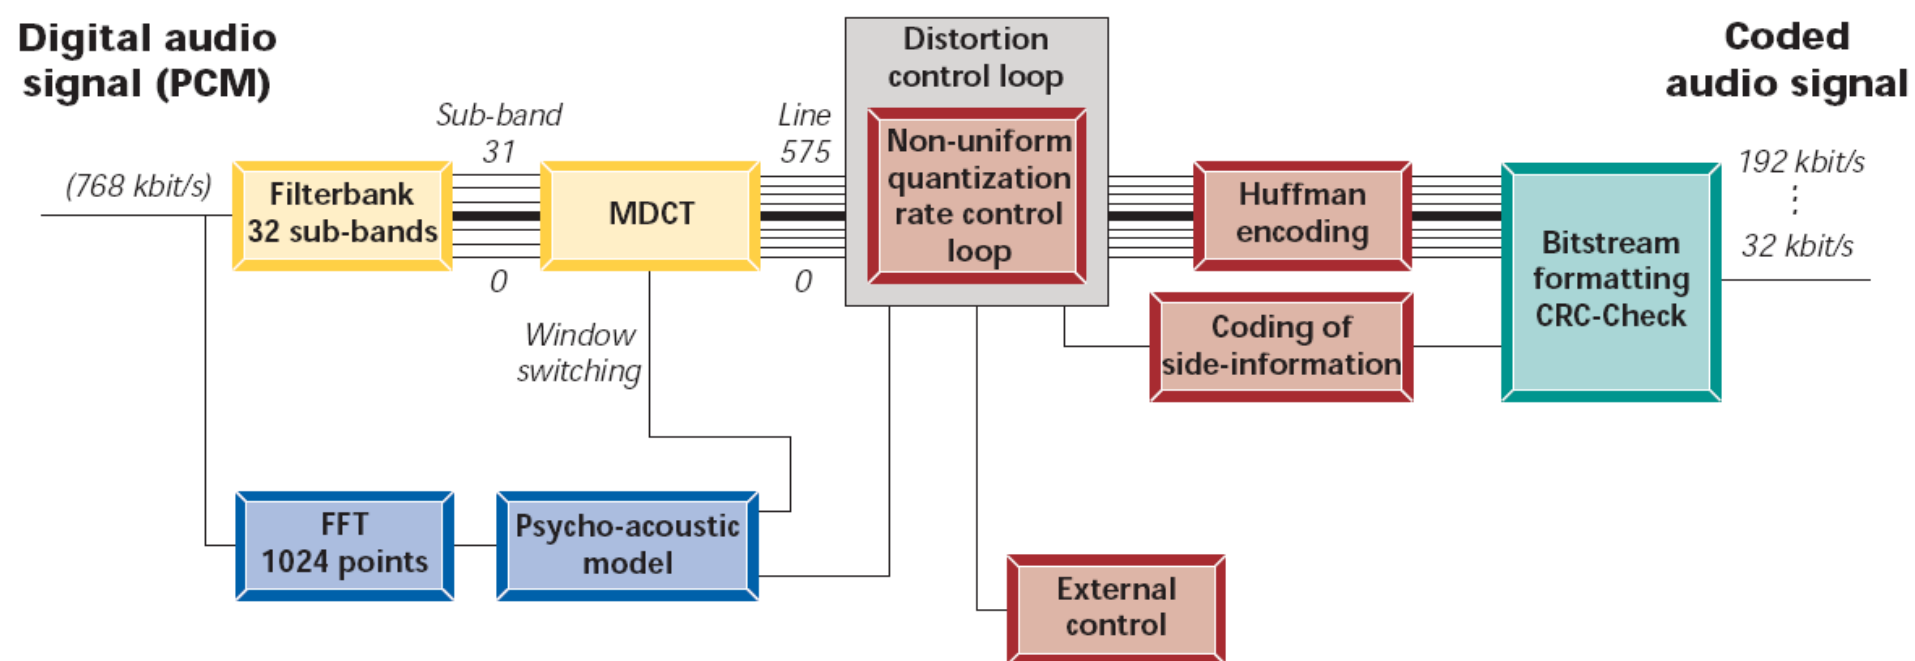 Digital audio
signal (PCM)
(768 kbit/s)
Filterbank
32 sub-bands
Sub-band
31
0
MDCT
Line
575
0
Window
switching
Distortion
control loop
Non-uniform
quantization
rate control
loop
Huffman
encoding
Coding of
side-information
Bitstream
formatting
CRC-Check
Coded
audio signal
192 kbit/s
32 kbit/s
FFT
1024 points
Psycho-acoustic
model
External
control